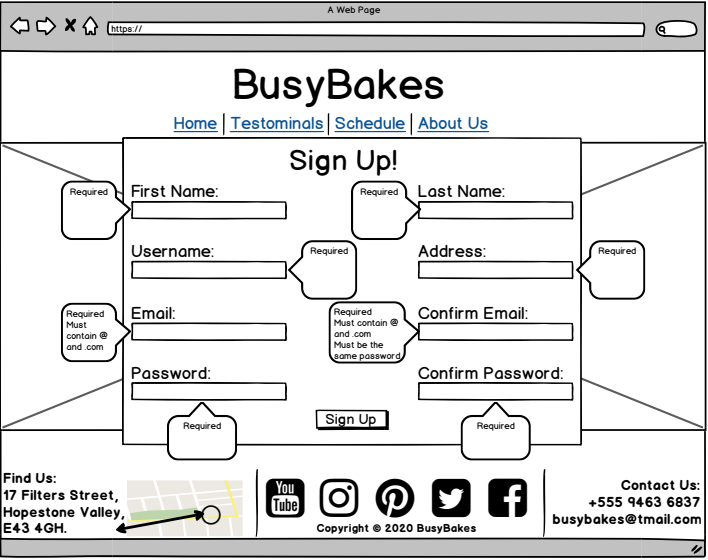 A Web Page
https://
BusyBakes
Home Testominals Schedule About Us
Sign Up!
Required
First Name:
Required
Last Name:
Username:
Required
Address:
Required
Required
Must
contain @
and .com
Email:
Required
Must contain @
and .com
Must be the
same password
Confirm Email:
Password:
Required
Confirm Password:
Required
Sign Up
Find Us:
17 Filters Street,
Hopestone Valley,
E43 4GH.
You
Tube
Copyright © 2020 BusyBakes
Contact Us:
+555 9463 6837
busybakes@tmail.com